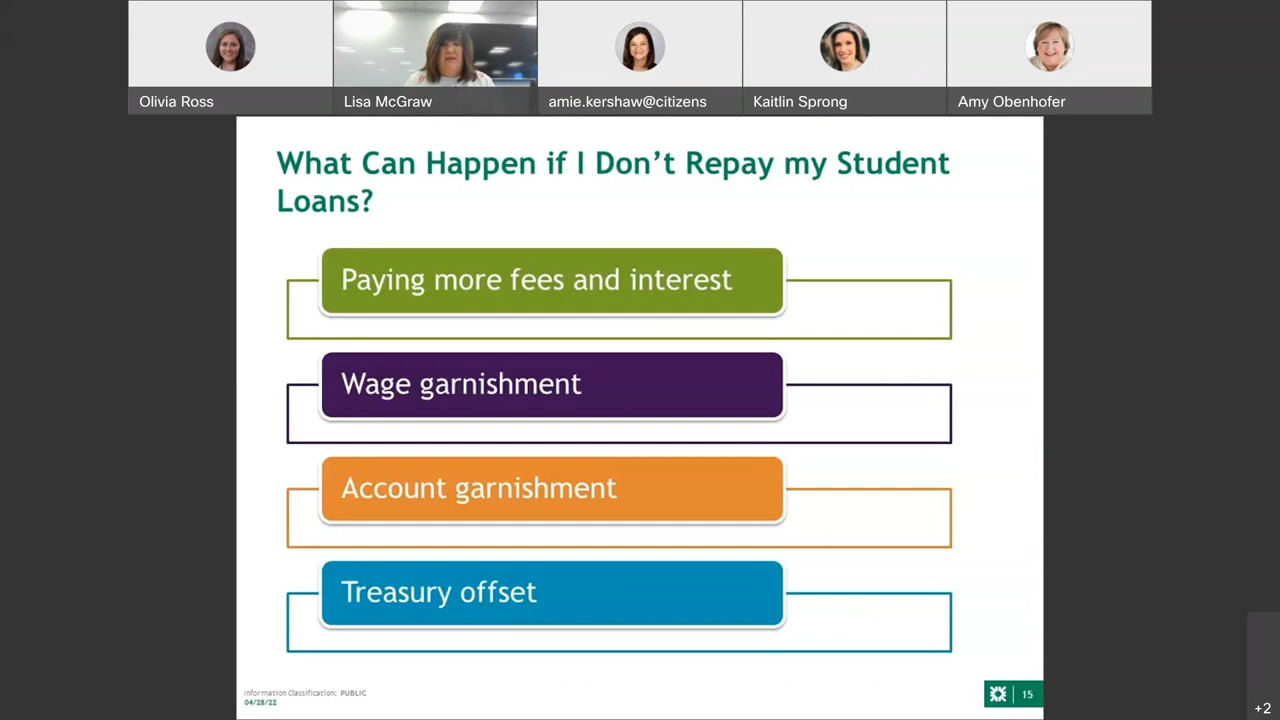 Olivia Ross
Lisa McGraw
amie.kershaw@citizens
Kaitlin Sprong
Amy Obenhofer
What Can Happen if I Don’t Repay my Student
Loans?
Paying more fees and interest
Wage garnishment
Account garnishment
Treasury offset
Information Classification: PUBLIC
04/28/22
15
+2